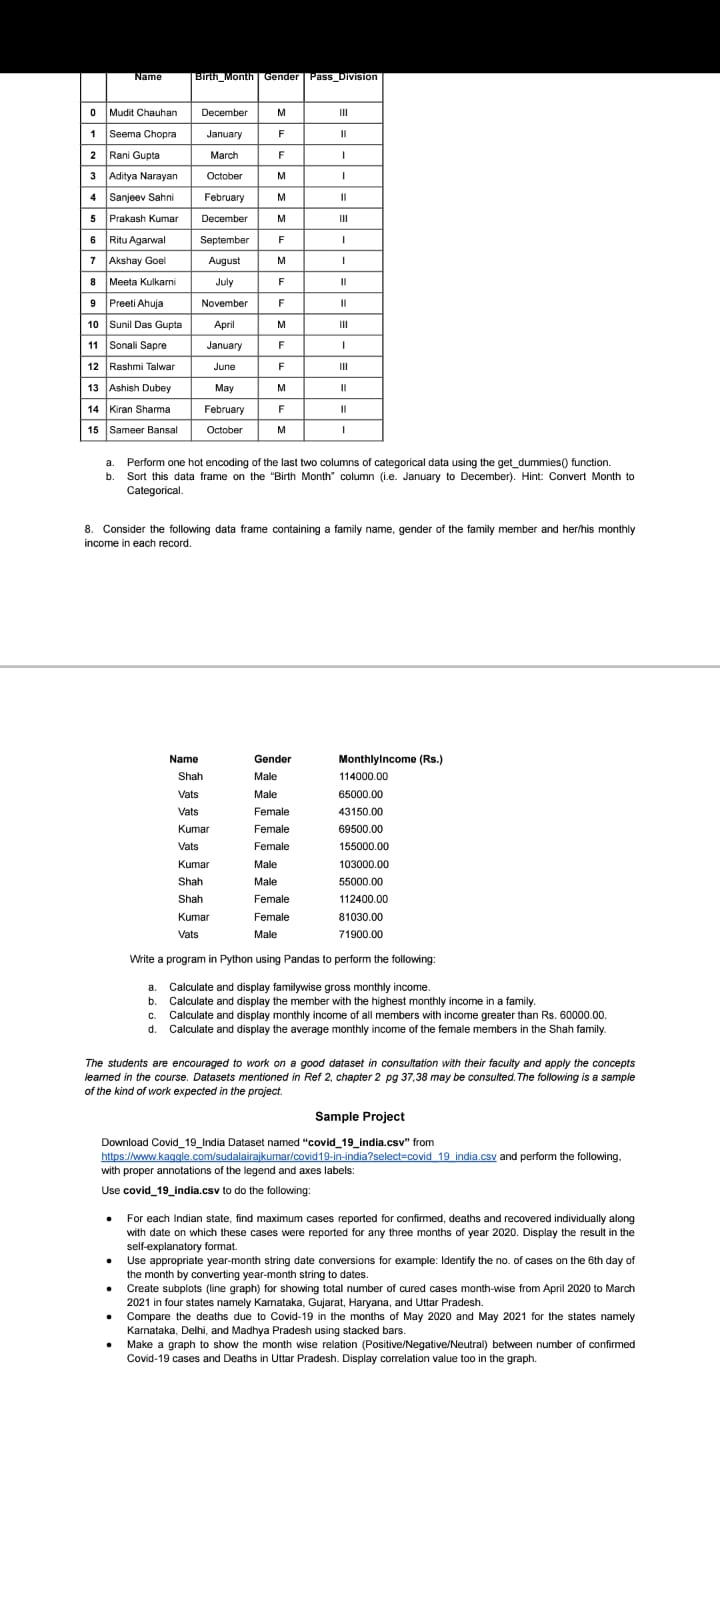 Name Birth_Month Gender Pass_Division
0 Mudit Chauhan December M III
1 Seema Chopra January F II
2 Rani Gupta March F I
3 Aditya Narayan October M I
4 Sanjeev Sahni February M II
5 Prakash Kumar December M III
6 Ritu Agarwal September F I
7 Akshay Goel August M I
8 Meeta Kulkarni July F II
9 Preeti Ahuja November F II
10 Sunil Das Gupta April M III
11 Sonali Sapre January F I
12 Rashmi Talwar June F III
13 Ashish Dubey May M II
14 Kiran Sharma February F II
15 Sameer Bansal October M I
a. Perform one hot encoding of the last two columns of categorical data using the get_dummies() function.
b. Sort this data frame on the "Birth Month" column (i.e. January to December). Hint: Convert Month to
Categorical.
8. Consider the following data frame containing a family name, gender of the family member and her/his monthly
income in each record.
Name Gender MonthlyIncome (Rs.)
Shah Male 114000.00
Vats Male 65000.00
Vats Female 43150.00
Kumar Female 69500.00
Vats Female 155000.00
Kumar Male 103000.00
Shah Male 55000.00
Shah Female 112400.00
Kumar Female 81030.00
Vats Male 71900.00
Write a program in Python using Pandas to perform the following:
a. Calculate and display familywise gross monthly income.
b. Calculate and display the member with the highest monthly income in a family.
c. Calculate and display monthly income of all members with income greater than Rs. 60000.00.
d. Calculate and display the average monthly income of the female members in the Shah family.
The students are encouraged to work on a good dataset in consultation with their faculty and apply the concepts
learned in the course. Datasets mentioned in Ref 2, chapter 2 pg 37,38 may be consulted.The following is a sample
of the kind of work expected in the project.
Sample Project
Download Covid_19_India Dataset named “covid_19_india.csv” from
https://www.kaggle.com/sudalairajkumar/covid19-in-india?select=covid_19_india.csv and perform the following,
with proper annotations of the legend and axes labels:
Use covid_19_india.csv to do the following:
• For each Indian state, find maximum cases reported for confirmed, deaths and recovered individually along
with date on which these cases were reported for any three months of year 2020. Display the result in the
self-explanatory format.
• Use appropriate year-month string date conversions for example: Identify the no. of cases on the 6th day of
the month by converting year-month string to dates.
• Create subplots (line graph) for showing total number of cured cases month-wise from April 2020 to March
2021 in four states namely Karnataka, Gujarat, Haryana, and Uttar Pradesh.
• Compare the deaths due to Covid-19 in the months of May 2020 and May 2021 for the states namely
Karnataka, Delhi, and Madhya Pradesh using stacked bars.
• Make a graph to show the month wise relation (Positive/Negative/Neutral) between number of confirmed
Covid-19 cases and Deaths in Uttar Pradesh. Display correlation value too in the graph.